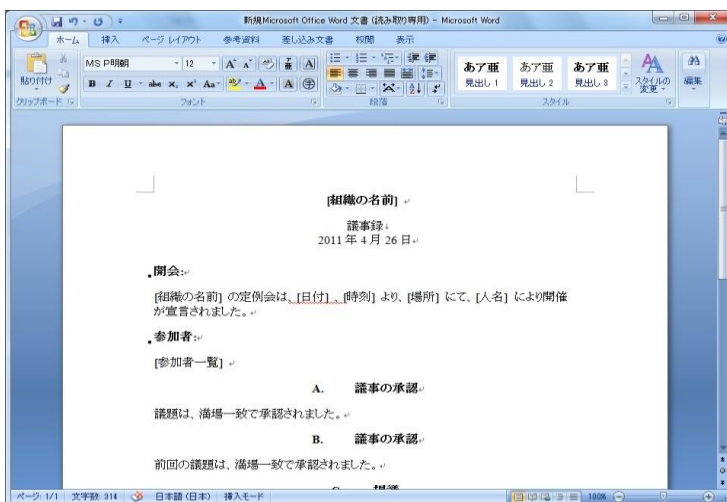 新規Microsoft Office Word 文書 (読み取り専用) - Microsoft Word
ホーム 挿入 ページ レイアウト 参考資料 差し込み文書 校閲 表示
貼り付け
MS P明朝 12
B I U abc x, x' Aa
あア亜 あア亜 あア亜
見出し 1 見出し 2 見出し 3
スタイルの変更
編集
クリップボード フォント 段落 スタイル
[組織の名前]
議事録
2011 年 4 月 26 日
開会:
[組織の名前] の定例会は、[日付] 、[時刻] より、[場所] にて、[人名] により開催
が宣言されました。
参加者:
[参加者一覧]
A. 議事の承認
議題は、満場一致で承認されました。
B. 議事の承認
前回の議題は、満場一致で承認されました。
ページ: 1/1 文字数: 314 日本語 (日本) 挿入モード 100%